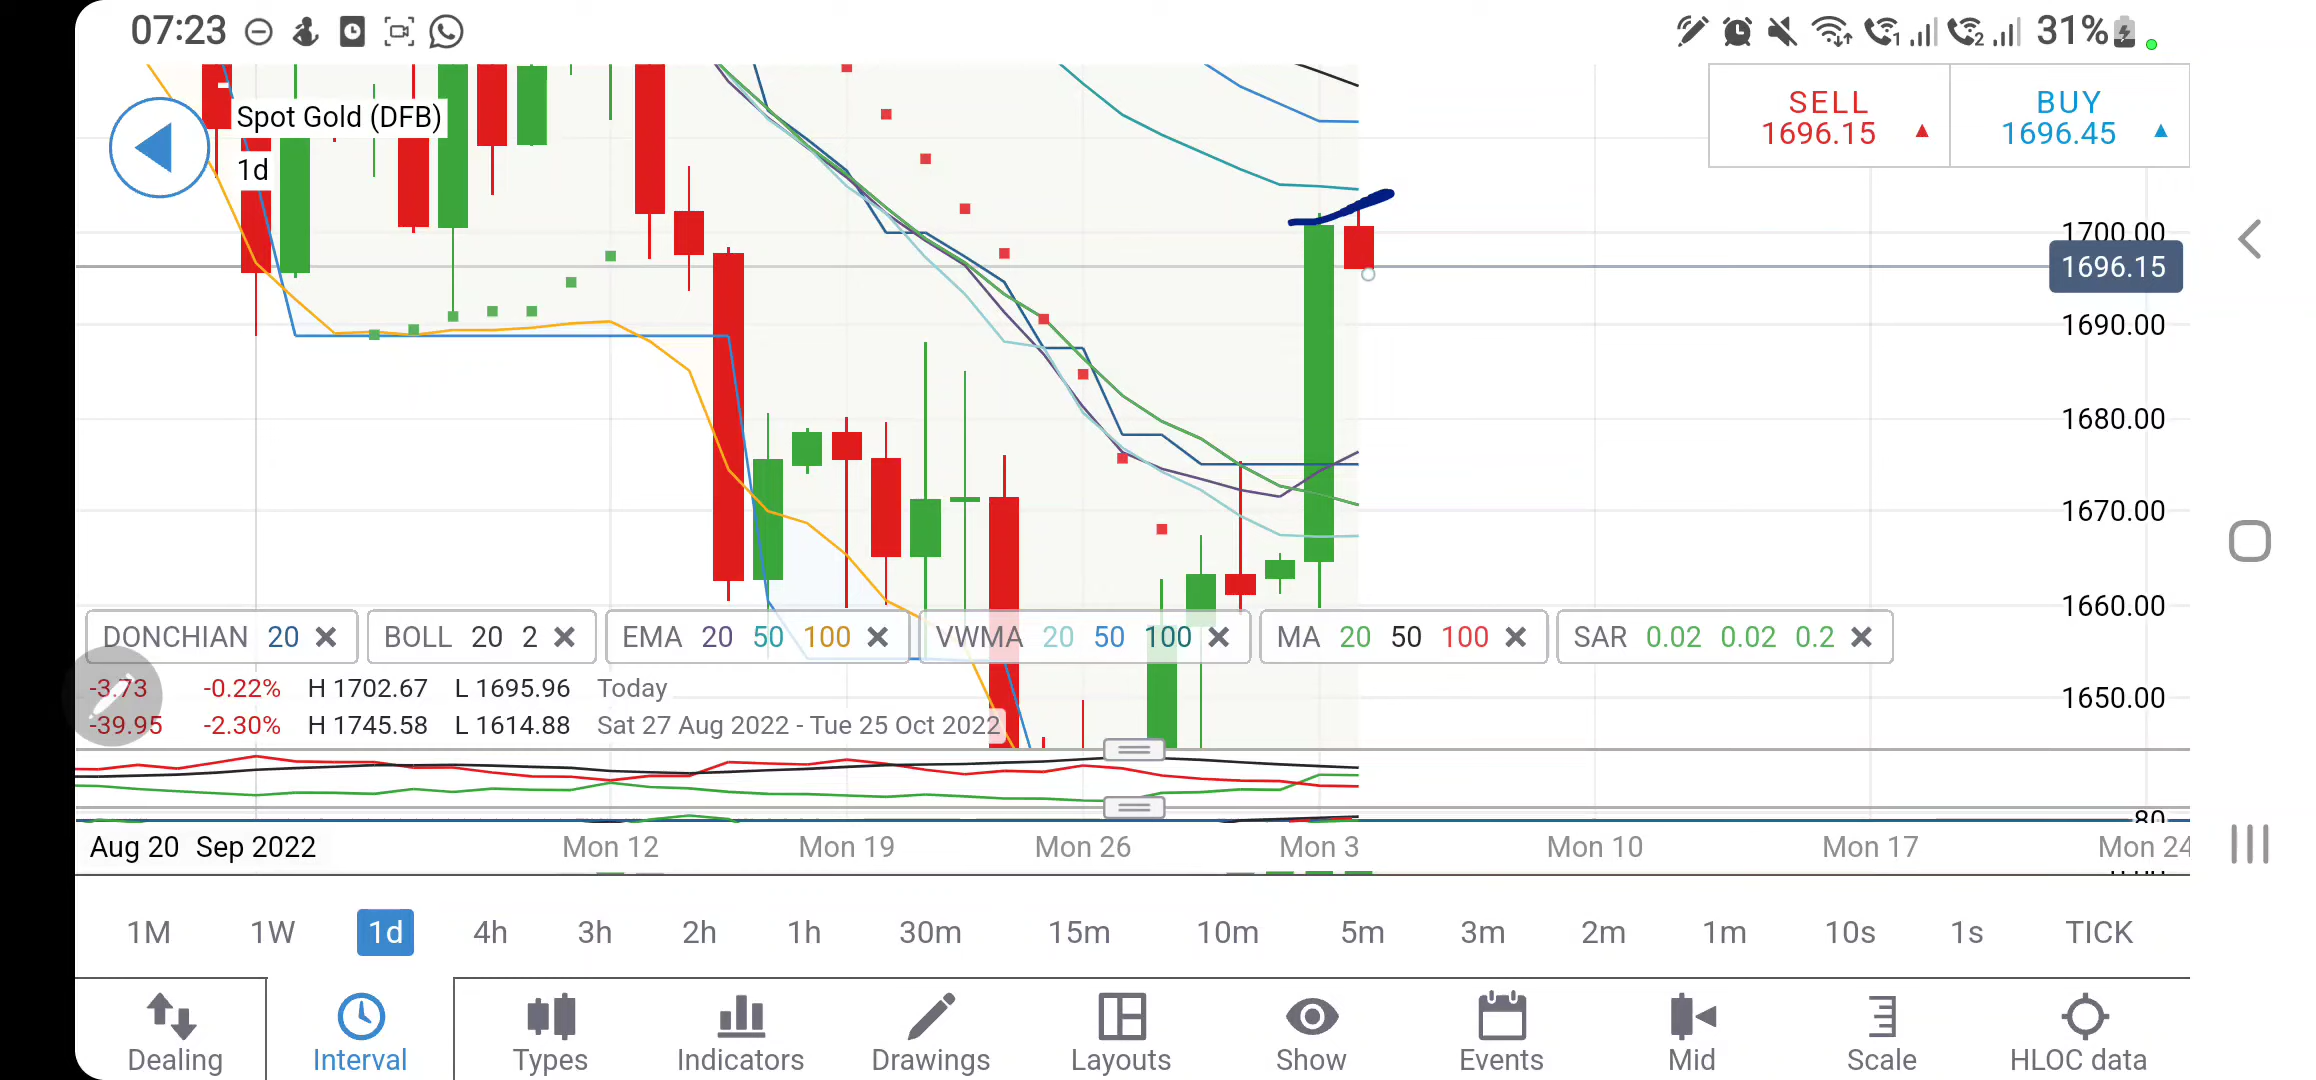 07:23
1 2 31%
Spot Gold (DFB)
1d
SELL
1696.15
BUY
1696.45
1700.00
1696.15
1690.00
1680.00
1670.00
1660.00
1650.00
DONCHIAN 20
BOLL 20 2
EMA 20 50 100
VWMA 20 50 100
MA 20 50 100
SAR 0.02 0.02 0.2
-3.73 -0.22% H 1702.67 L 1695.96 Today
-39.95 -2.30% H 1745.58 L 1614.88 Sat 27 Aug 2022 - Tue 25 Oct 2022
80
Aug 20 Sep 2022 Mon 12 Mon 19 Mon 26 Mon 3 Mon 10 Mon 17 Mon 24
1M 1W 1d 4h 3h 2h 1h 30m 15m 10m 5m 3m 2m 1m 10s 1s TICK
Dealing Interval Types Indicators Drawings Layouts Show Events Mid Scale HLOC data